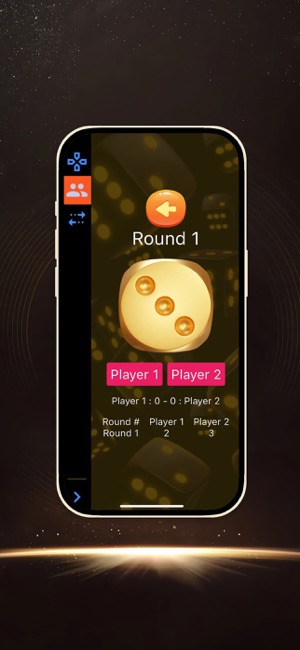 Round 1
Player 1 Player 2
Player 1 : 0 - 0 : Player 2
Round # Player 1 Player 2
Round 1 2 3